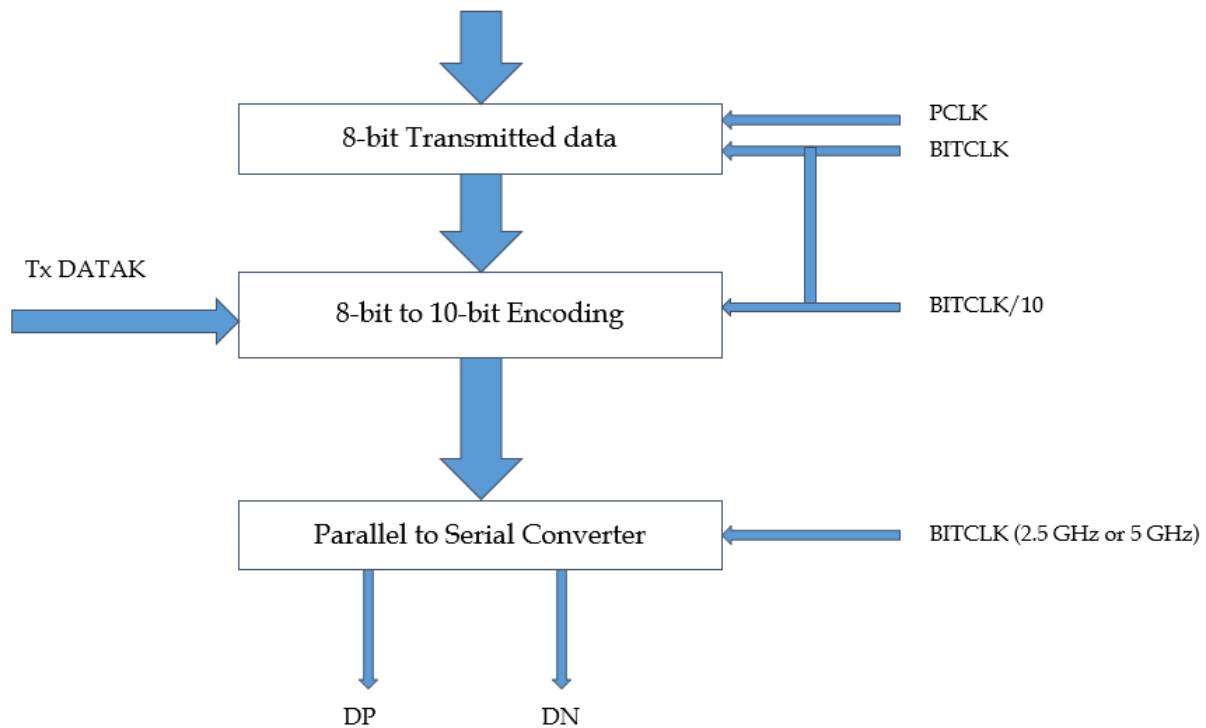 8-bit Transmitted data
PCLK
BITCLK
Tx DATAK
8-bit to 10-bit Encoding
BITCLK/10
Parallel to Serial Converter
BITCLK (2.5 GHz or 5 GHz)
DP
DN